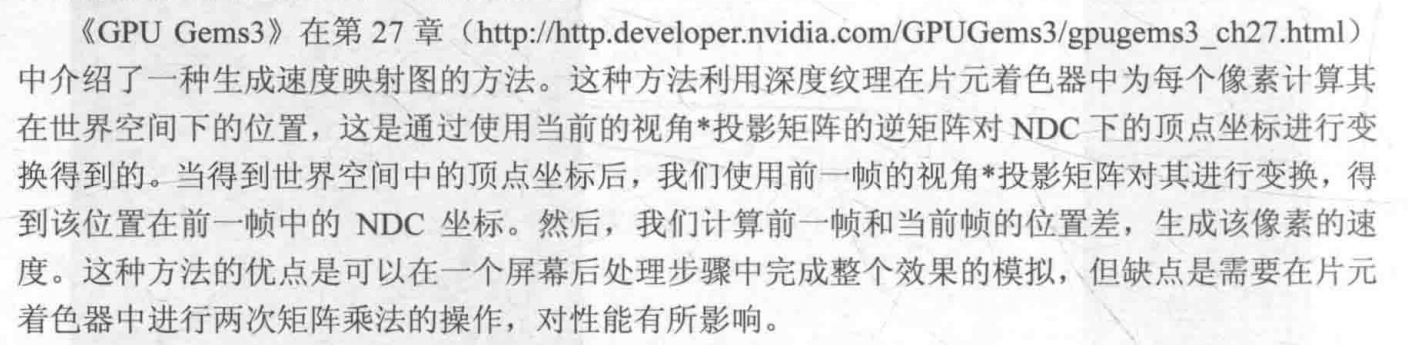 《GPU Gems3》在第 27 章（http://http.developer.nvidia.com/GPUGems3/gpugems3_ch27.html）
中介绍了一种生成速度映射图的方法。这种方法利用深度纹理在片元着色器中为每个像素计算其
在世界空间下的位置，这是通过使用当前的视角*投影矩阵的逆矩阵对 NDC 下的顶点坐标进行变
换得到的。当得到世界空间中的顶点坐标后，我们使用前一帧的视角*投影矩阵对其进行变换，得
到该位置在前一帧中的 NDC 坐标。然后，我们计算前一帧和当前帧的位置差，生成该像素的速
度。这种方法的优点是可以在一个屏幕后处理步骤中完成整个效果的模拟，但缺点是需要在片元
着色器中进行两次矩阵乘法的操作，对性能有所影响。